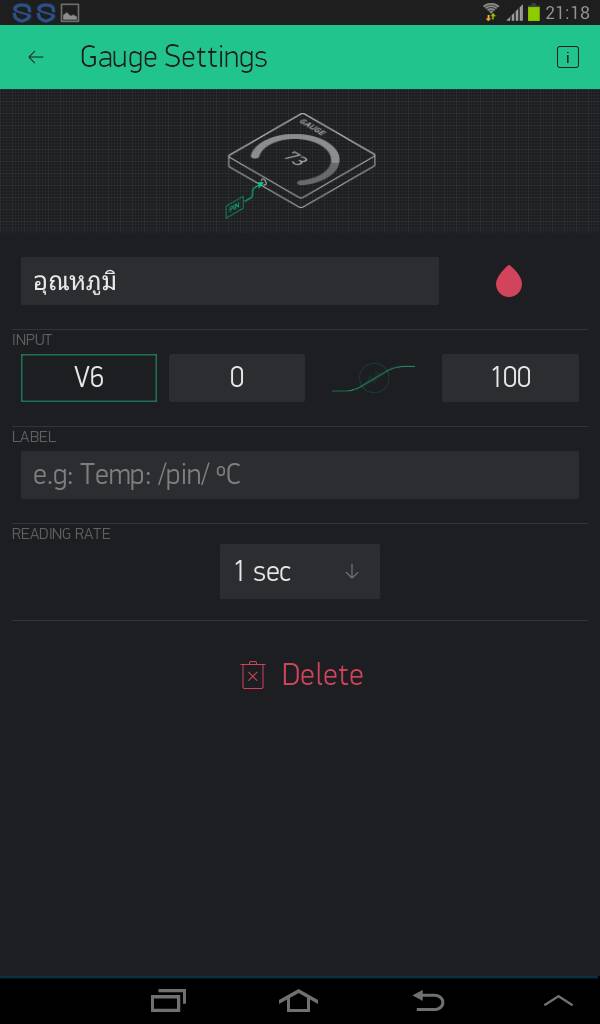 21:18
Gauge Settings
i
GAUGE
73
PIN
อุณหภูมิ
INPUT
V6 0 100
LABEL
e.g: Temp: /pin/ ºC
READING RATE
1 sec
Delete